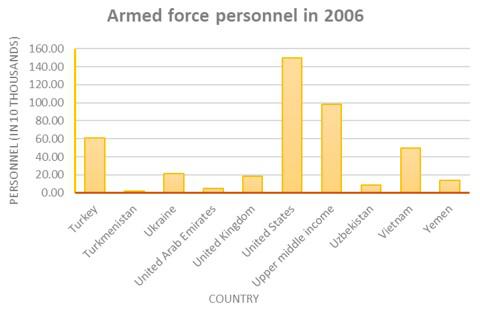 Armed force personnel in 2006
PERSONNEL (IN 10 THOUSANDS)
160.00
140.00
120.00
100.00
80.00
60.00
40.00
20.00
0.00
Turkey
Turkmenistan
Ukraine
United Arab Emirates
United Kingdom
United States
Upper middle income
Uzbekistan
Vietnam
Yemen
COUNTRY